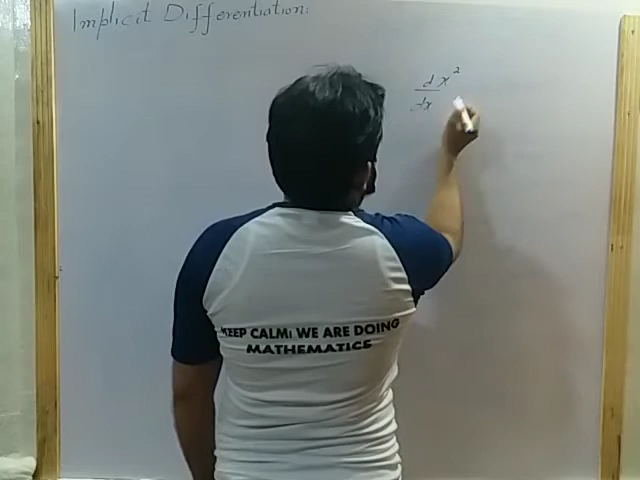 Implicit Differentiation:
d/dx x²
KEEP CALM: WE ARE DOING
MATHEMATICS